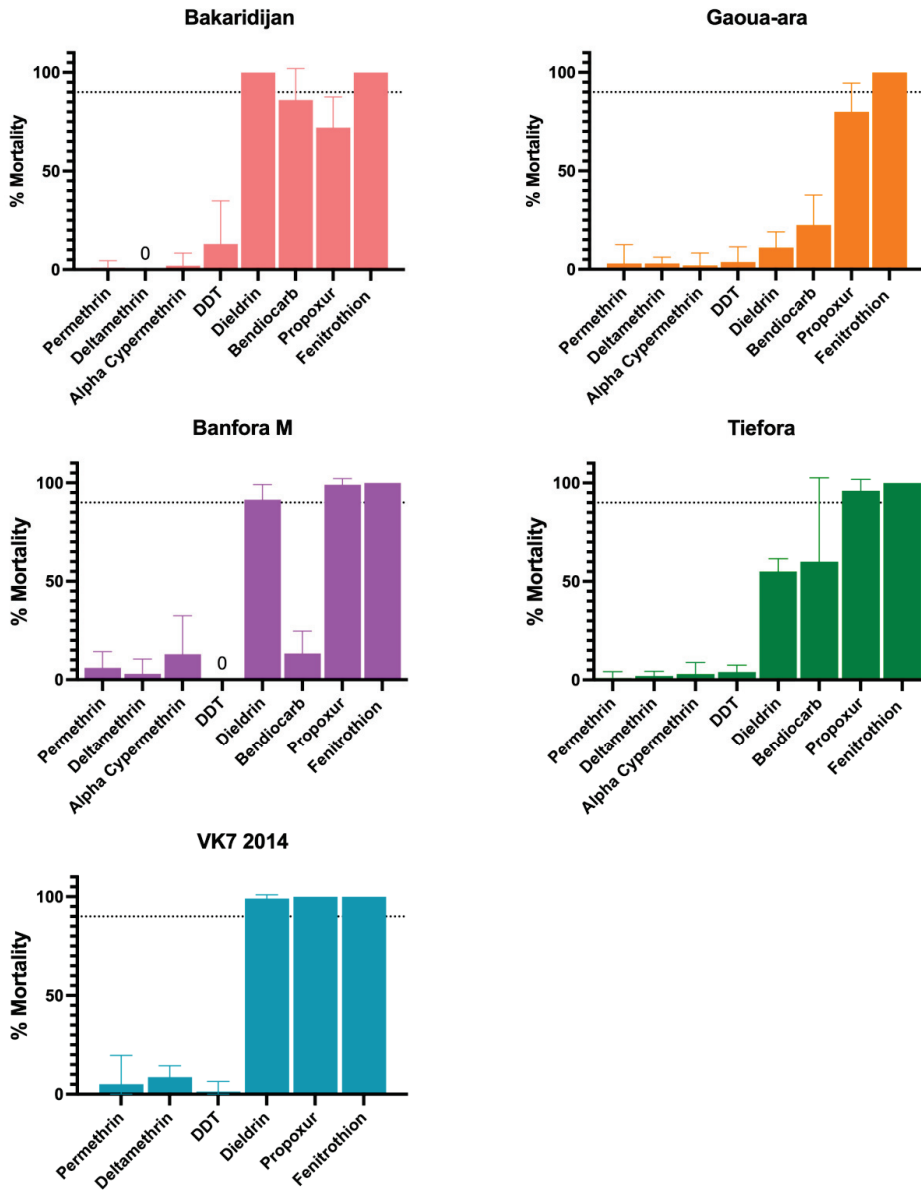 Bakaridijan
% Mortality
100
50
0
0
Permethrin
Deltamethrin
Alpha Cypermethrin
DDT
Dieldrin
Bendiocarb
Propoxur
Fenitrothion
Gaoua-ara
% Mortality
100
50
0
Permethrin
Deltamethrin
Alpha Cypermethrin
DDT
Dieldrin
Bendiocarb
Propoxur
Fenitrothion
Banfora M
% Mortality
100
50
0
0
Permethrin
Deltamethrin
Alpha Cypermethrin
DDT
Dieldrin
Bendiocarb
Propoxur
Fenitrothion
Tiefora
% Mortality
100
50
0
Permethrin
Deltamethrin
Alpha Cypermethrin
DDT
Dieldrin
Bendiocarb
Propoxur
Fenitrothion
VK7 2014
% Mortality
100
50
0
Permethrin
Deltamethrin
DDT
Dieldrin
Propoxur
Fenitrothion